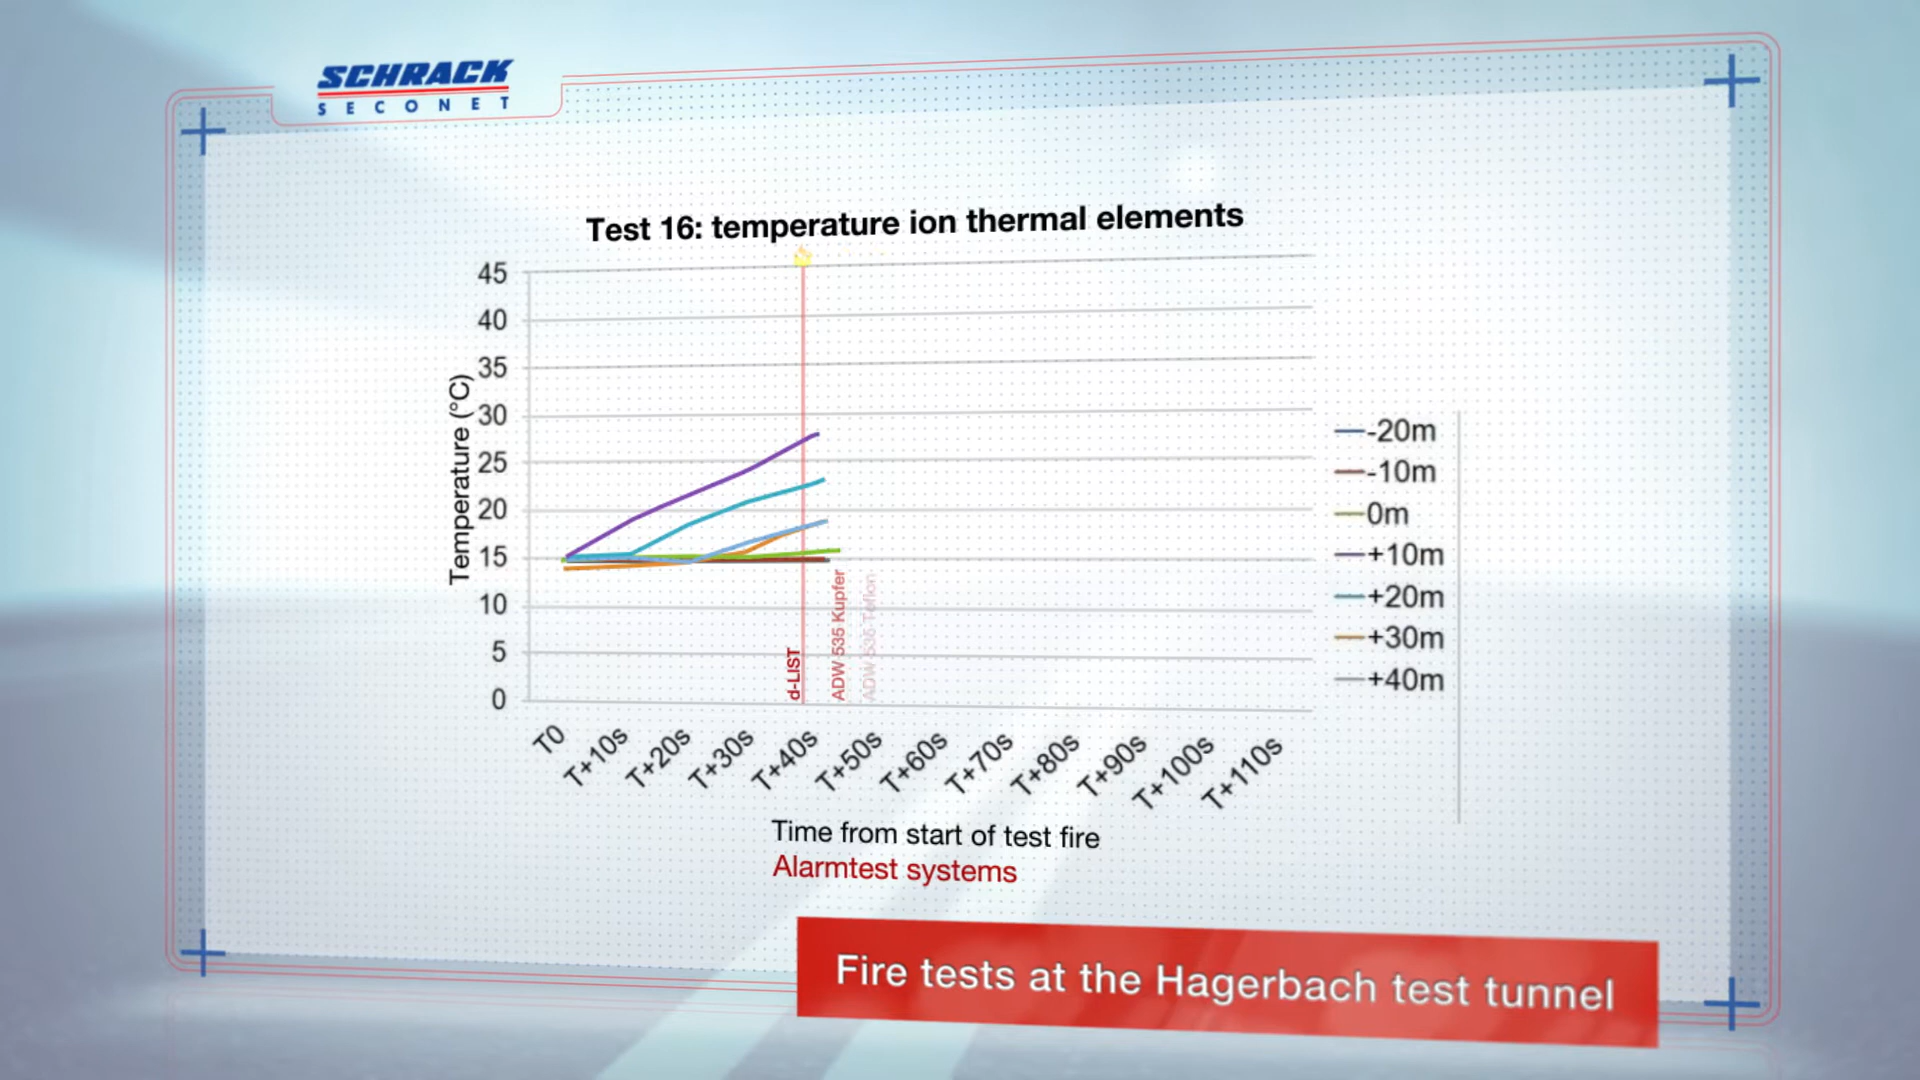 SCHRACK
SECONET
Test 16: temperature ion thermal elements
Temperature (°C)
45
40
35
30
25
20
15
10
5
0
d-LIST
ADW 535 Kupfer
ADW 535 Teflon
T0
T+10s
T+20s
T+30s
T+40s
T+50s
T+60s
T+70s
T+80s
T+90s
T+100s
T+110s
-20m
-10m
0m
+10m
+20m
+30m
+40m
Time from start of test fire
Alarmtest systems
Fire tests at the Hagerbach test tunnel